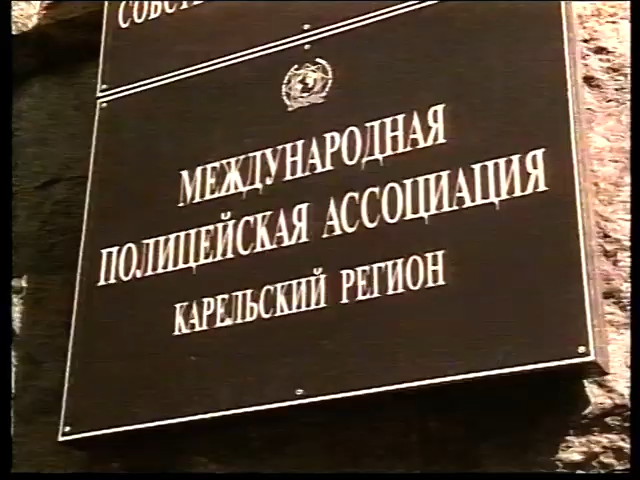 МЕЖДУНАРОДНАЯ
ПОЛИЦЕЙСКАЯ АССОЦИАЦИЯ
КАРЕЛЬСКИЙ РЕГИОН